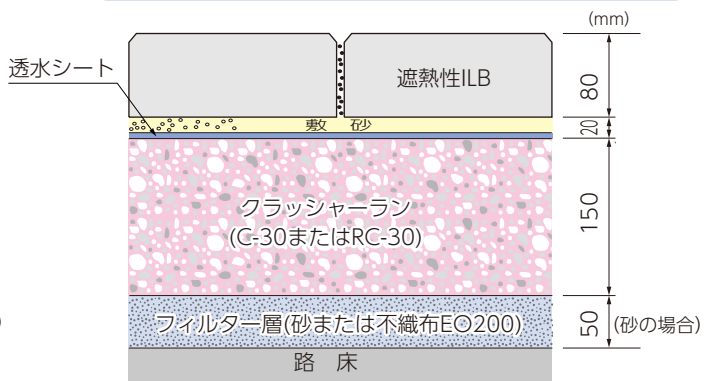 (mm)
透水シート
遮熱性ILB
80
敷 砂
20
クラッシャーラン
(C-30またはRC-30)
150
フィルター層(砂または不織布EO200)
50
(砂の場合)
路 床